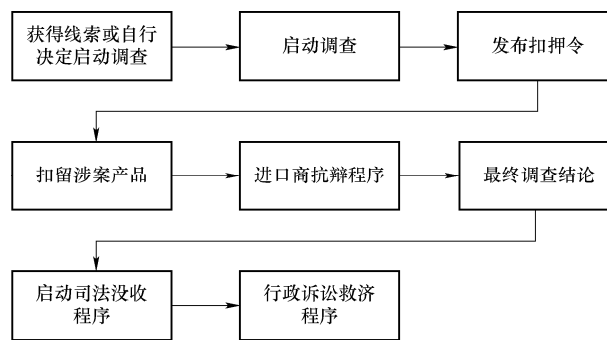 获得线索或自行
决定启动调查
启动调查
发布扣押令
扣留涉案产品
进口商抗辩程序
最终调查结论
启动司法没收
程序
行政诉讼救济
程序